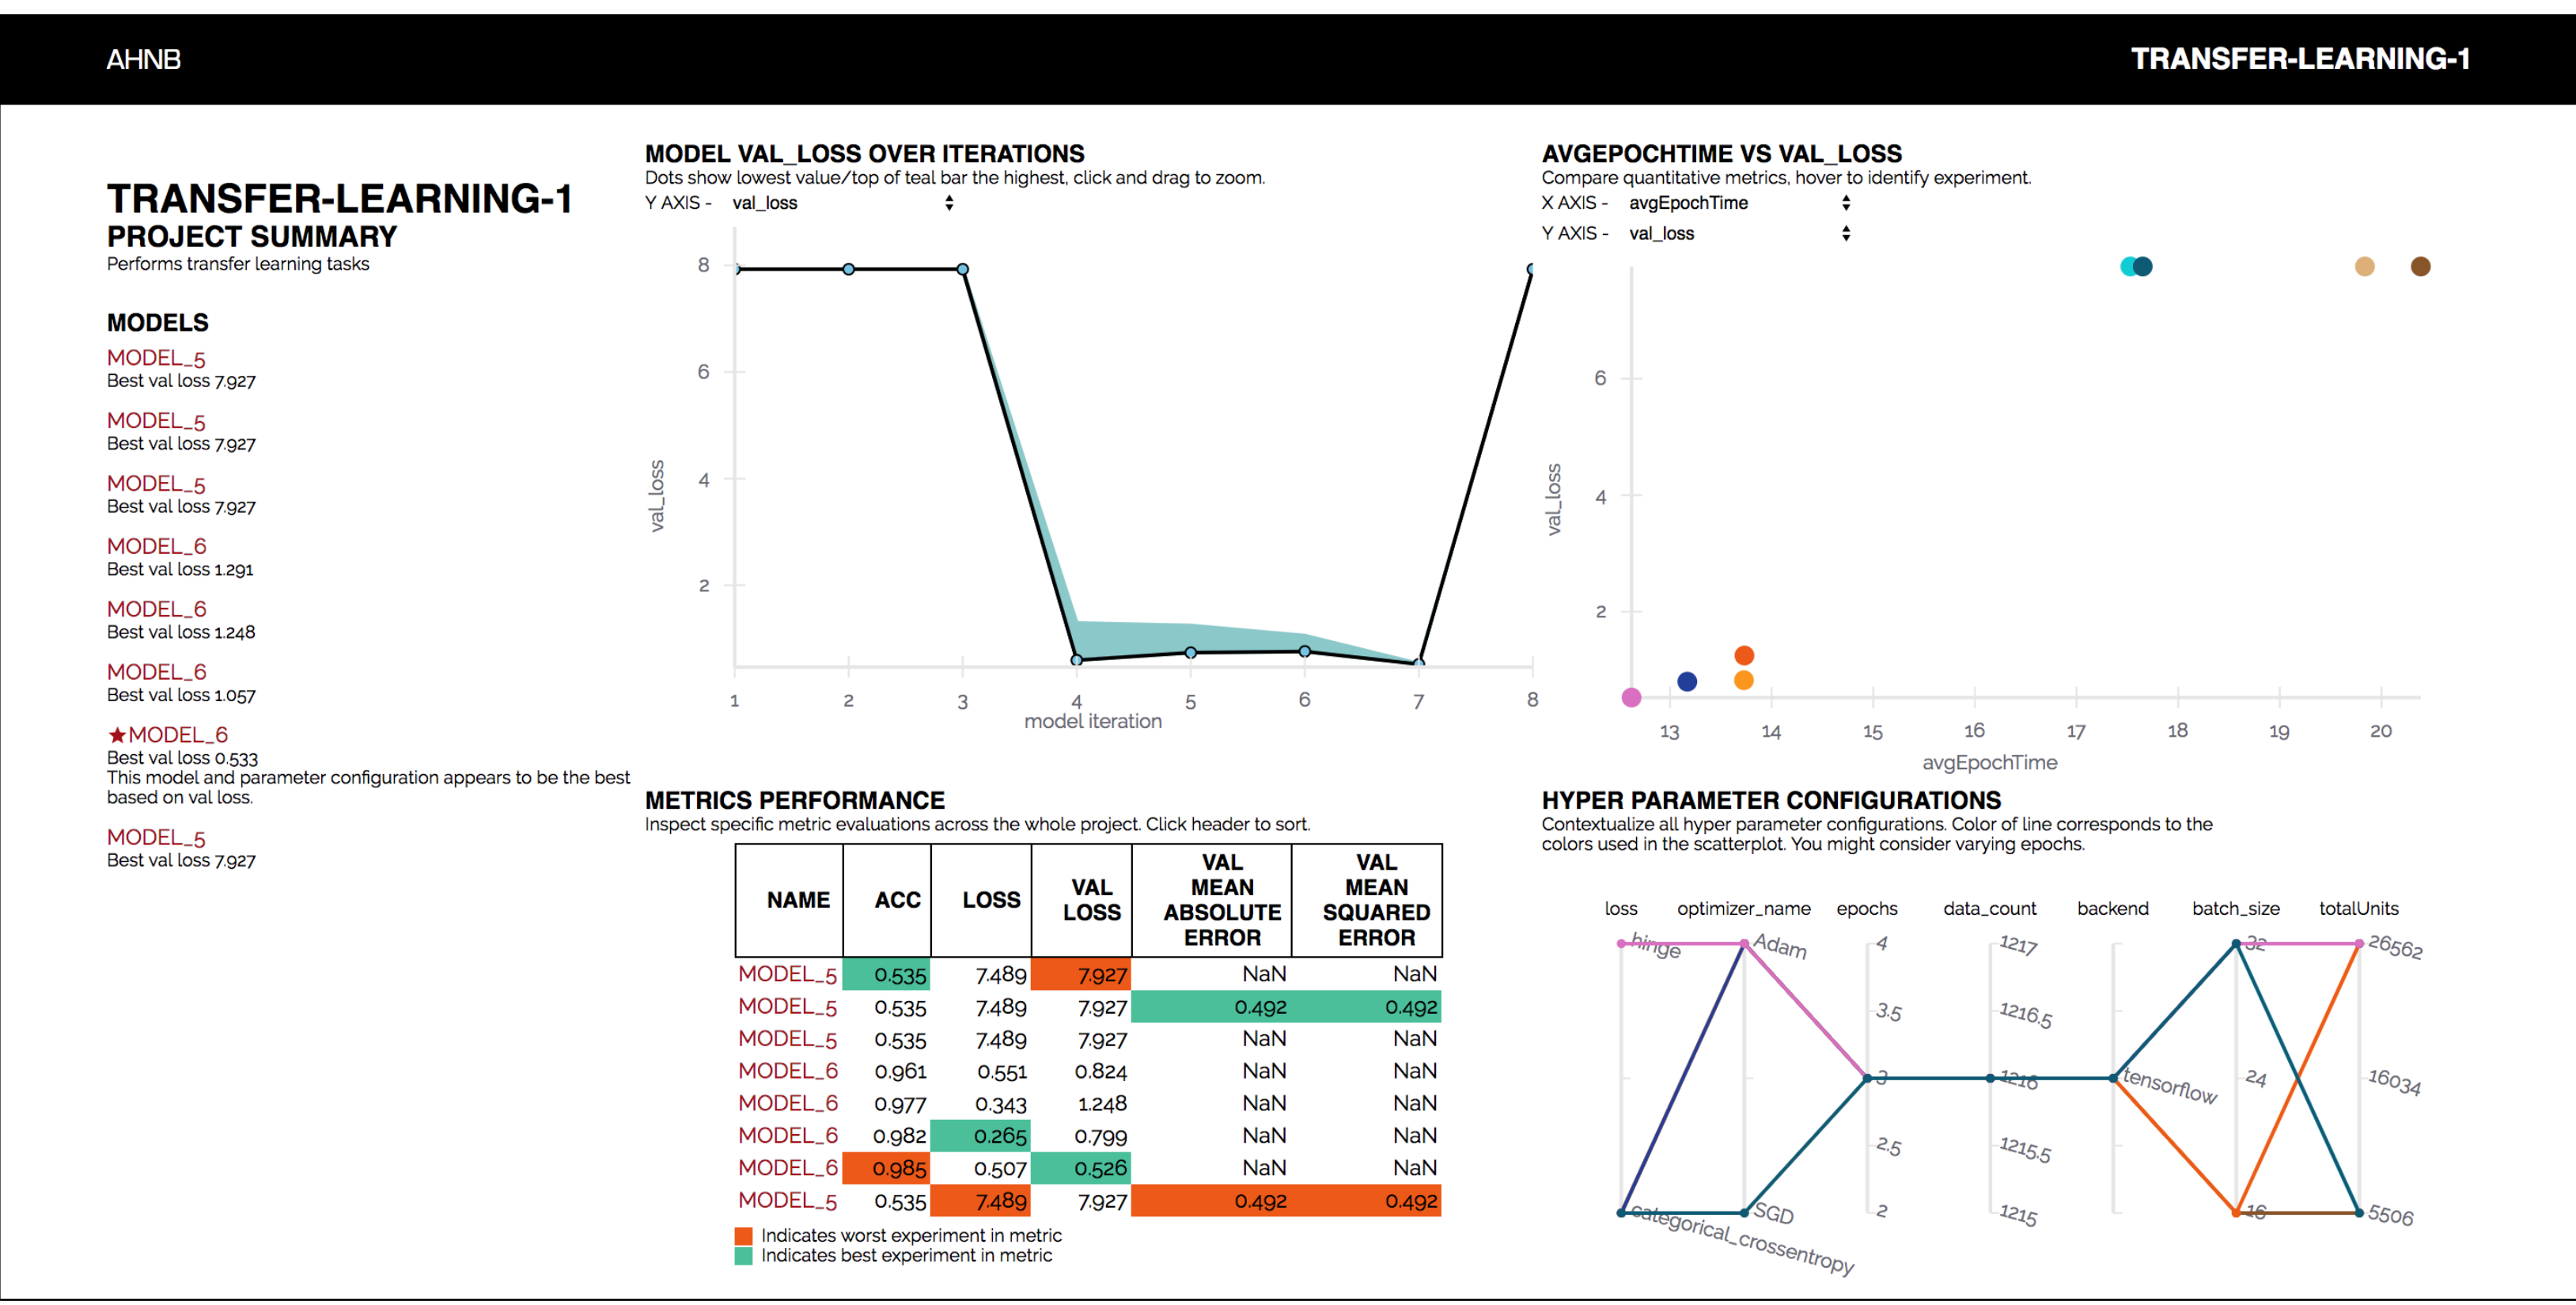 AHNB
TRANSFER-LEARNING-1
TRANSFER-LEARNING-1
PROJECT SUMMARY
Performs transfer learning tasks
MODELS
MODEL_5
Best val loss 7.927
MODEL_5
Best val loss 7.927
MODEL_5
Best val loss 7.927
MODEL_6
Best val loss 1.291
MODEL_6
Best val loss 1.248
MODEL_6
Best val loss 1.057
★MODEL_6
Best val loss 0.533
This model and parameter configuration appears to be the best
based on val loss.
MODEL_5
Best val loss 7.927
MODEL VAL_LOSS OVER ITERATIONS
Dots show lowest value/top of teal bar the highest, click and drag to zoom.
Y AXIS - val_loss
8
6
4
2
val_loss
1 2 3 4 5 6 7 8
model iteration
AVGEPOCHTIME VS VAL_LOSS
Compare quantitative metrics, hover to identify experiment.
X AXIS - avgEpochTime
Y AXIS - val_loss
6
4
2
val_loss
13 14 15 16 17 18 19 20
avgEpochTime
METRICS PERFORMANCE
Inspect specific metric evaluations across the whole project. Click header to sort.
NAME ACC LOSS VAL LOSS VAL MEAN ABSOLUTE ERROR VAL MEAN SQUARED ERROR
MODEL_5 0.535 7.489 7.927 NaN NaN
MODEL_5 0.535 7.489 7.927 0.492 0.492
MODEL_5 0.535 7.489 7.927 NaN NaN
MODEL_6 0.961 0.551 0.824 NaN NaN
MODEL_6 0.977 0.343 1.248 NaN NaN
MODEL_6 0.982 0.265 0.799 NaN NaN
MODEL_6 0.985 0.507 0.526 NaN NaN
MODEL_5 0.535 7.489 7.927 0.492 0.492
Indicates worst experiment in metric
Indicates best experiment in metric
HYPER PARAMETER CONFIGURATIONS
Contextualize all hyper parameter configurations. Color of line corresponds to the
colors used in the scatterplot. You might consider varying epochs.
loss optimizer_name epochs data_count backend batch_size totalUnits
hinge Adam 4 1217 32 26562
3.5 1216.5
3 1216 tensorflow 24 16034
2.5 1215.5
categorical_crossentropy SGD 2 1215 16 5506